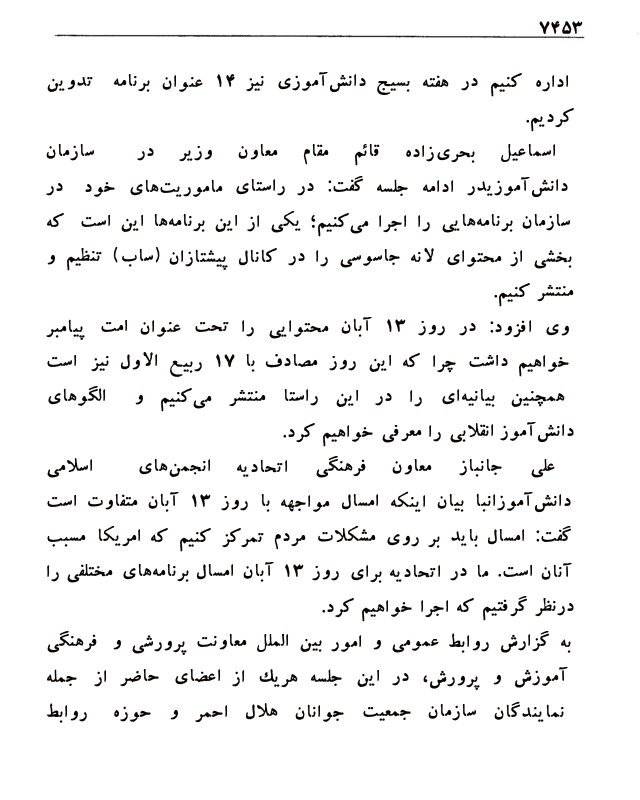 ۷۴۵۳
اداره کنیم در هفته بسیج دانش‌آموزی نیز ۱۴ عنوان برنامه تدوین
کردیم.
اسماعیل بحری‌زاده قائم مقام معاون وزیر در سازمان
دانش‌آموزیدر ادامه جلسه گفت: در راستای ماموریت‌های خود در
سازمان برنامه‌هایی را اجرا می‌کنیم؛ یکی از این برنامه‌ها این است که
بخشی از محتوای لانه جاسوسی را در کانال پیشتازان (ساب) تنظیم و
منتشر کنیم.
وی افزود: در روز ۱۳ آبان محتوایی را تحت عنوان امت پیامبر
خواهیم داشت چرا که این روز مصادف با ۱۷ ربیع الاول نیز است
همچنین بیانیه‌ای را در این راستا منتشر می‌کنیم و الگوهای
دانش‌آموز انقلابی را معرفی خواهیم کرد.
علی جانباز معاون فرهنگی اتحادیه انجمن‌های اسلامی
دانش‌آموزانبا بیان اینکه امسال مواجهه با روز ۱۳ آبان متفاوت است
گفت: امسال باید بر روی مشکلات مردم تمرکز کنیم که امریکا مسبب
آنان است. ما در اتحادیه برای روز ۱۳ آبان امسال برنامه‌های مختلفی را
درنظر گرفتیم که اجرا خواهیم کرد.
به گزارش روابط عمومی و امور بین الملل معاونت پرورشی و فرهنگی
آموزش و پرورش، در این جلسه هریك از اعضای حاضر از جمله
نمایندگان سازمان جمعیت جوانان هلال احمر و حوزه روابط